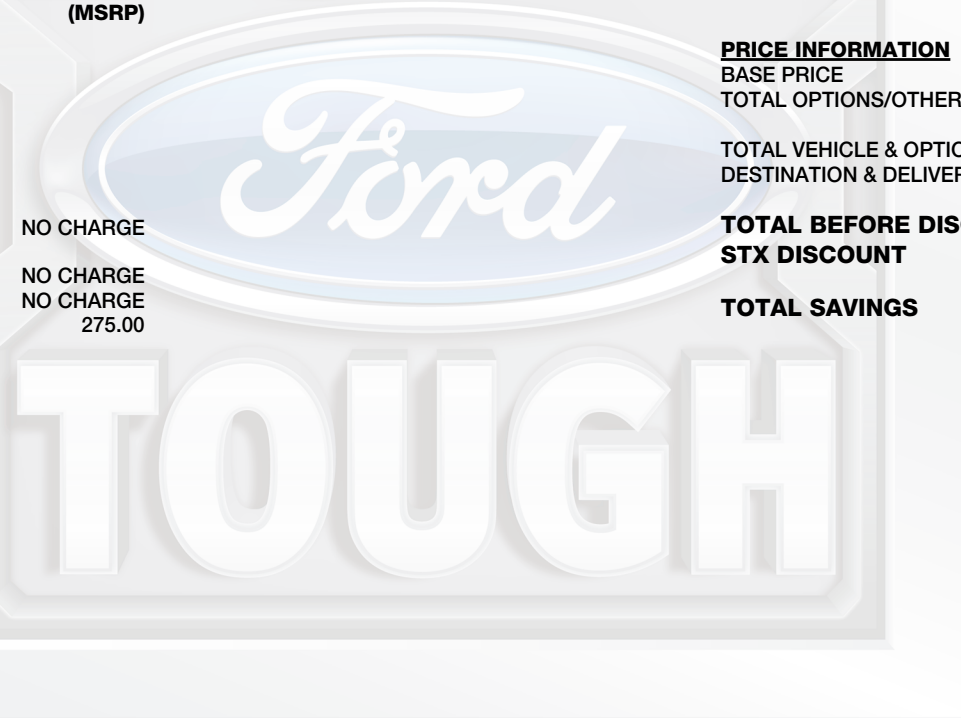 (MSRP)
NO CHARGE
NO CHARGE
NO CHARGE
275.00
PRICE INFORMATION
BASE PRICE
TOTAL OPTIONS/OTHER
TOTAL VEHICLE & OPTIO
DESTINATION & DELIVER
TOTAL BEFORE DIS
STX DISCOUNT
TOTAL SAVINGS
Ford
TOUGH